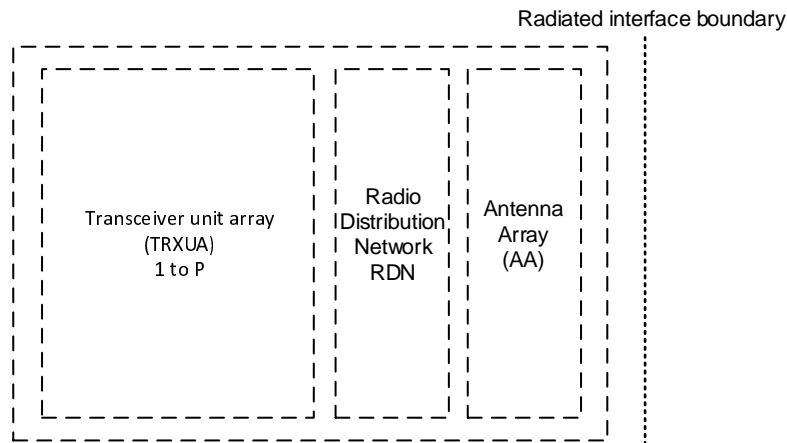 Radiated interface boundary
Transceiver unit array
(TRXUA)
1 to P
Radio
Distribution
Network
RDN
Antenna
Array
(AA)